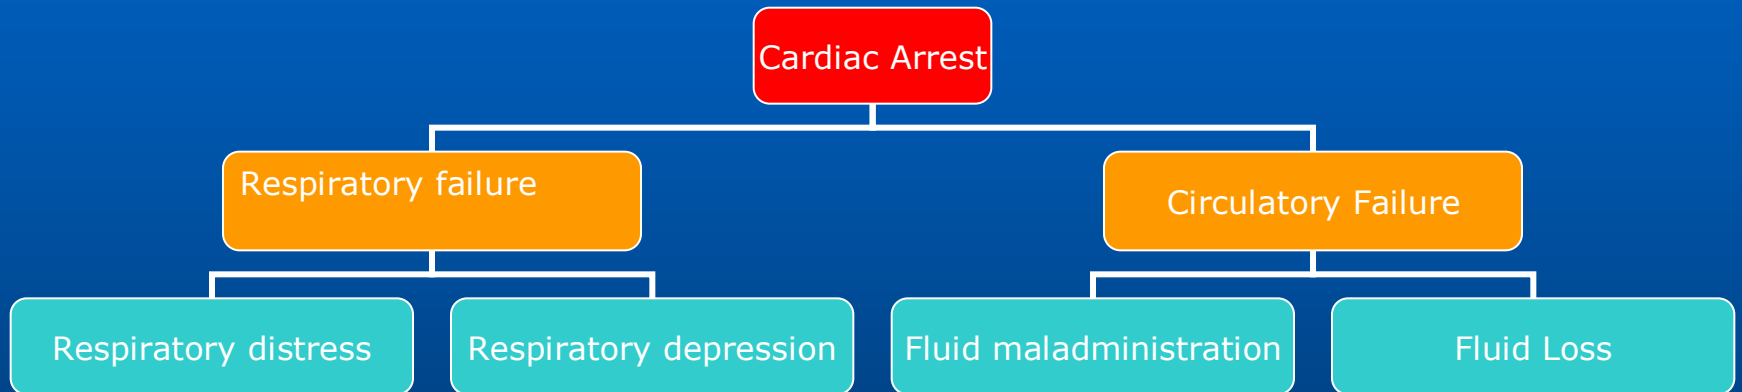 Cardiac Arrest
Respiratory failure
Circulatory Failure
Respiratory distress
Respiratory depression
Fluid maladministration
Fluid Loss